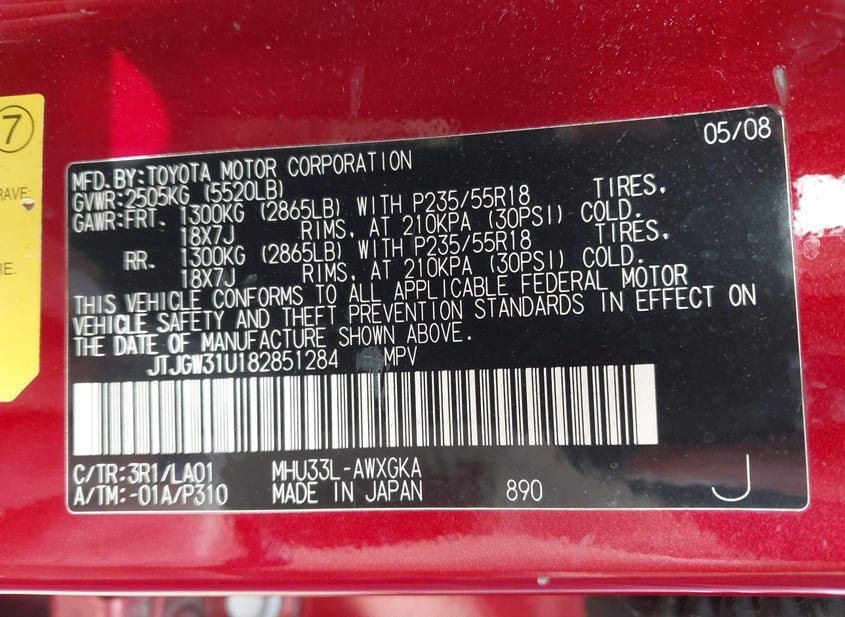 7
RAVE:
RE.
05/08
MFD.BY:TOYOTA MOTOR CORPORATION
GVWR:2505KG (5520LB)
GAWR:FRT. 1300KG (2865LB) WITH P235/55R18 TIRES,
18X7J RIMS, AT 210KPA (30PSI) COLD.
RR. 1300KG (2865LB) WITH P235/55R18 TIRES,
18X7J RIMS, AT 210KPA (30PSI) COLD.
THIS VEHICLE CONFORMS TO ALL APPLICABLE FEDERAL MOTOR
VEHICLE SAFETY AND THEFT PREVENTION STANDARDS IN EFFECT ON
THE DATE OF MANUFACTURE SHOWN ABOVE.
JTJGW31U182851284 MPV
C/TR:3R1/LA01 MHU33L-AWXGKA
A/TM:-01A/P310 MADE IN JAPAN 890 J